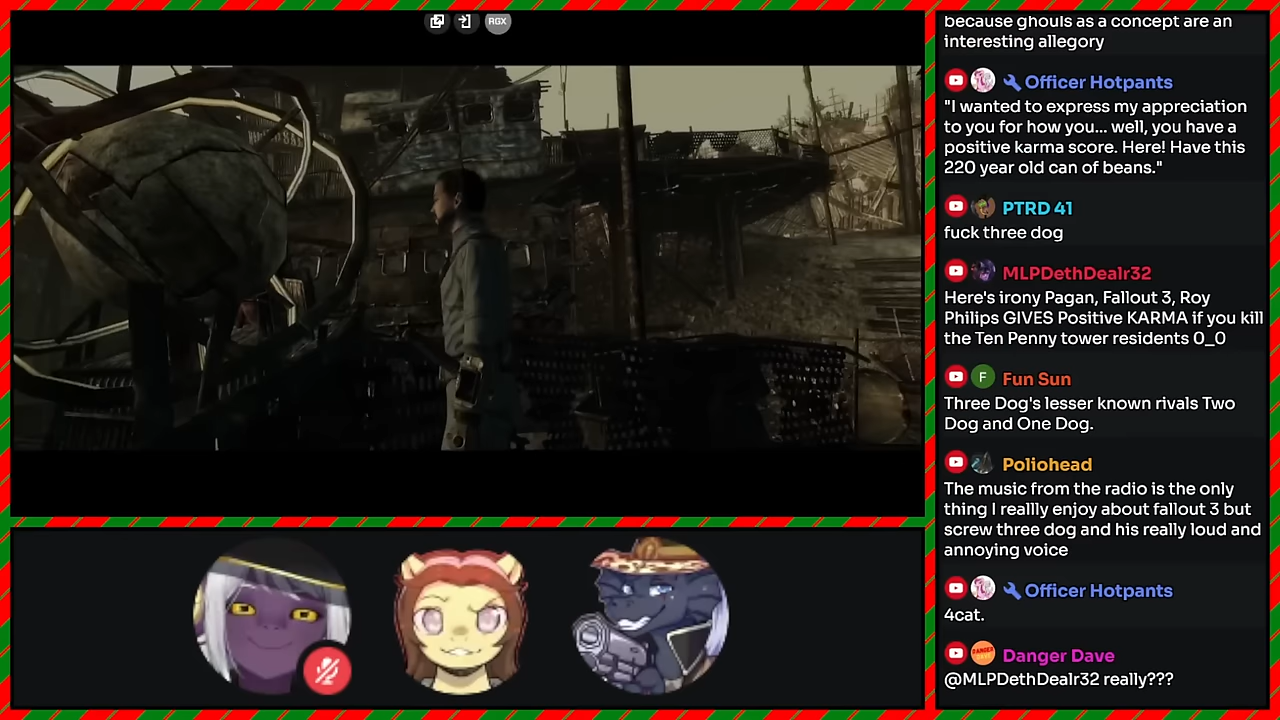 RGX
because ghouls as a concept are an
interesting allegory
Officer Hotpants
"I wanted to express my appreciation
to you for how you... well, you have a
positive karma score. Here! Have this
220 year old can of beans."
PTRD 41
fuck three dog
MLPDethDealr32
Here's irony Pagan, Fallout 3, Roy
Philips GIVES Positive KARMA if you kill
the Ten Penny tower residents 0_0
F
Fun Sun
Three Dog's lesser known rivals Two
Dog and One Dog.
Poliohead
The music from the radio is the only
thing I reallly enjoy about fallout 3 but
screw three dog and his really loud and
annoying voice
Officer Hotpants
4cat.
DANGER
DAVE
Danger Dave
@MLPDethDealr32 really???